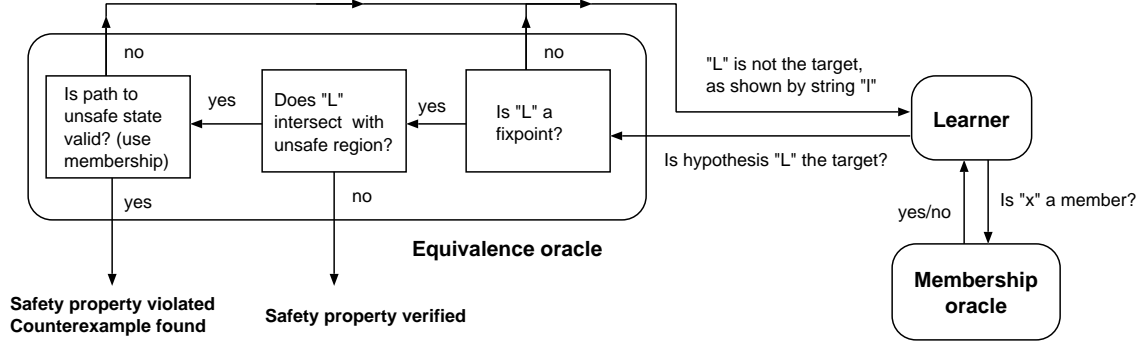 no
no
"L" is not the target,
as shown by string "l"
Is path to
unsafe state
valid? (use
membership)
yes
Does "L"
intersect with
unsafe region?
yes
Is "L" a
fixpoint?
Learner
Is hypothesis "L" the target?
yes
no
yes/no
Is "x" a member?
Equivalence oracle
Membership
oracle
Safety property violated
Counterexample found
Safety property verified